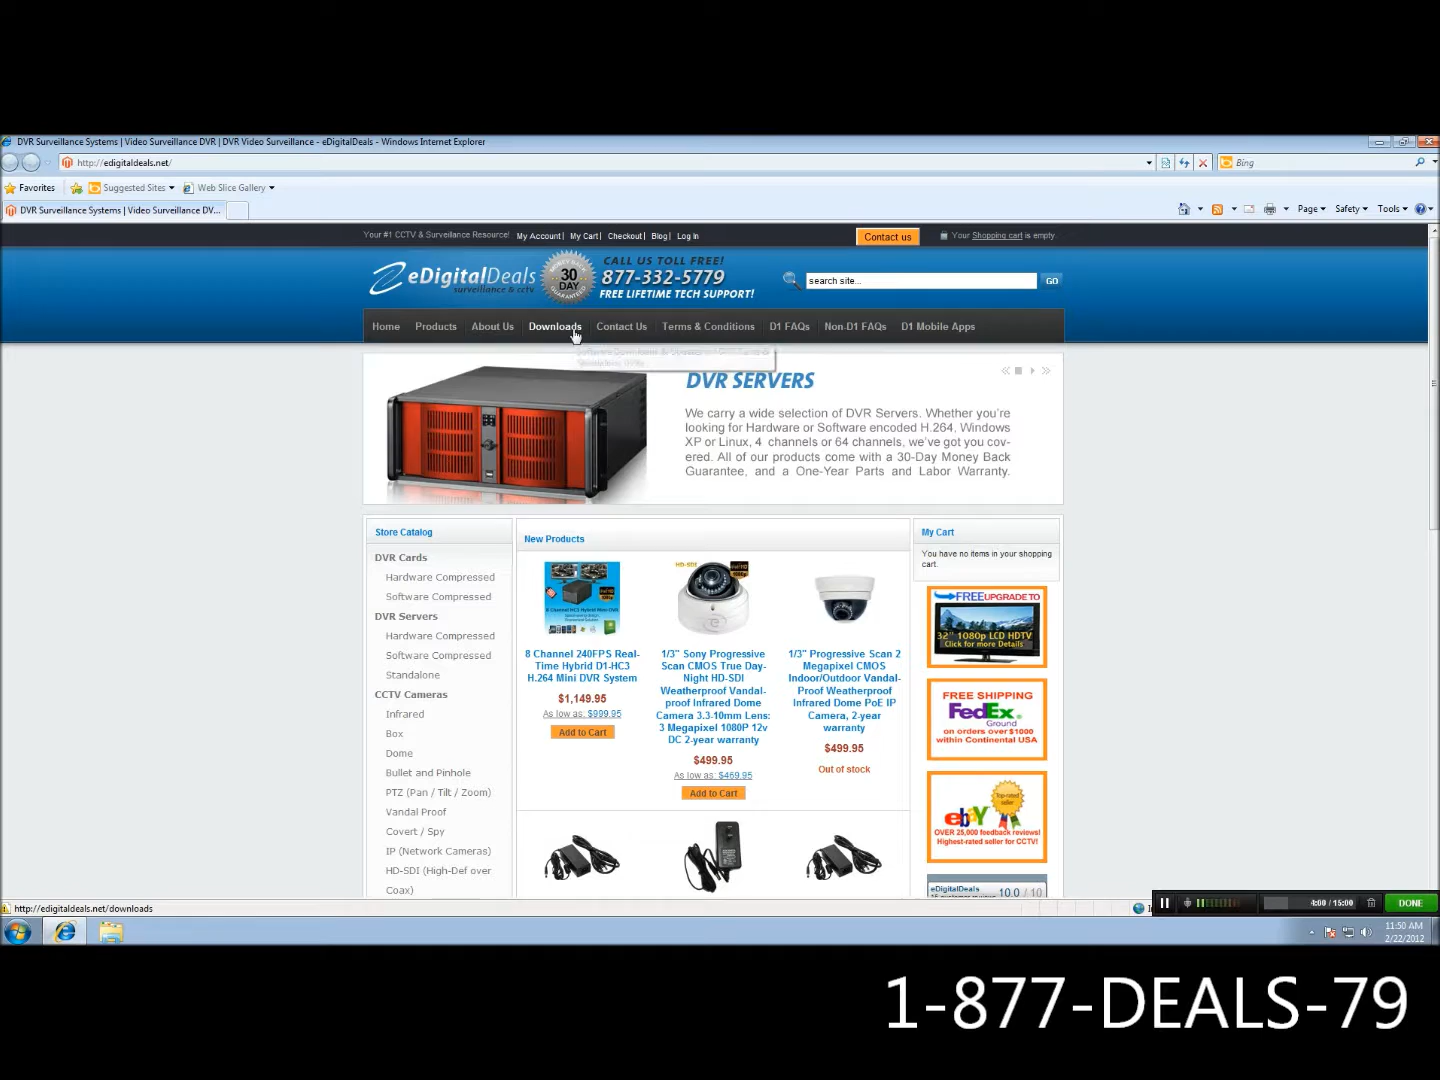 DVR Surveillance Systems | Video Surveillance DVR | DVR Video Surveillance - eDigitalDeals - Windows Internet Explorer
http://edigitaldeals.net/
Bing
Favorites Suggested Sites Web Slice Gallery
DVR Surveillance Systems | Video Surveillance DV...
Page Safety Tools
Your #1 CCTV & Surveillance Resource! My Account | My Cart | Checkout | Blog | Log In
Contact us
Your Shopping cart is empty.
eDigitalDeals
surveillance & cctv
MONEY BACK
30
DAY
GUARANTEE
CALL US TOLL FREE!
877-332-5779
FREE LIFETIME TECH SUPPORT!
search site...
GO
Home Products About Us Downloads Contact Us Terms & Conditions D1 FAQs Non-D1 FAQs D1 Mobile Apps
DVR SERVERS
We carry a wide selection of DVR Servers. Whether you're
looking for Hardware or Software encoded H.264, Windows
XP or Linux, 4 channels or 64 channels, we've got you cov-
ered. All of our products come with a 30-Day Money Back
Guarantee, and a One-Year Parts and Labor Warranty.
Store Catalog
DVR Cards
Hardware Compressed
Software Compressed
DVR Servers
Hardware Compressed
Software Compressed
Standalone
CCTV Cameras
Infrared
Box
Dome
Bullet and Pinhole
PTZ (Pan / Tilt / Zoom)
Vandal Proof
Covert / Spy
IP (Network Cameras)
HD-SDI (High-Def over
Coax)
New Products
8 Channel 240FPS Real-
Time Hybrid D1-HC3
H.264 Mini DVR System
$1,149.95
As low as: $999.95
Add to Cart
HD-SDI
1/3" Sony Progressive
Scan CMOS True Day-
Night HD-SDI
Weatherproof Vandal-
proof Infrared Dome
Camera 3.3-10mm Lens:
3 Megapixel 1080P 12v
DC 2-year warranty
$499.95
As low as: $469.95
Add to Cart
1/3" Progressive Scan 2
Megapixel CMOS
Indoor/Outdoor Vandal-
Proof Weatherproof
Infrared Dome PoE IP
Camera, 2-year
warranty
$499.95
Out of stock
My Cart
You have no items in your shopping
cart.
FREE UPGRADE TO
32" 1080p LCD HDTV
Click for more Details
FREE SHIPPING
FedEx
Ground
on orders over $1000
within Continental USA
Top-rated
seller
ebay
OVER 25,000 feedback reviews!
Highest-rated seller for CCTV!
eDigitalDeals
10.0 / 10
http://edigitaldeals.net/downloads
4:00 / 15:00
DONE
11:50 AM
2/22/2012
1-877-DEALS-79